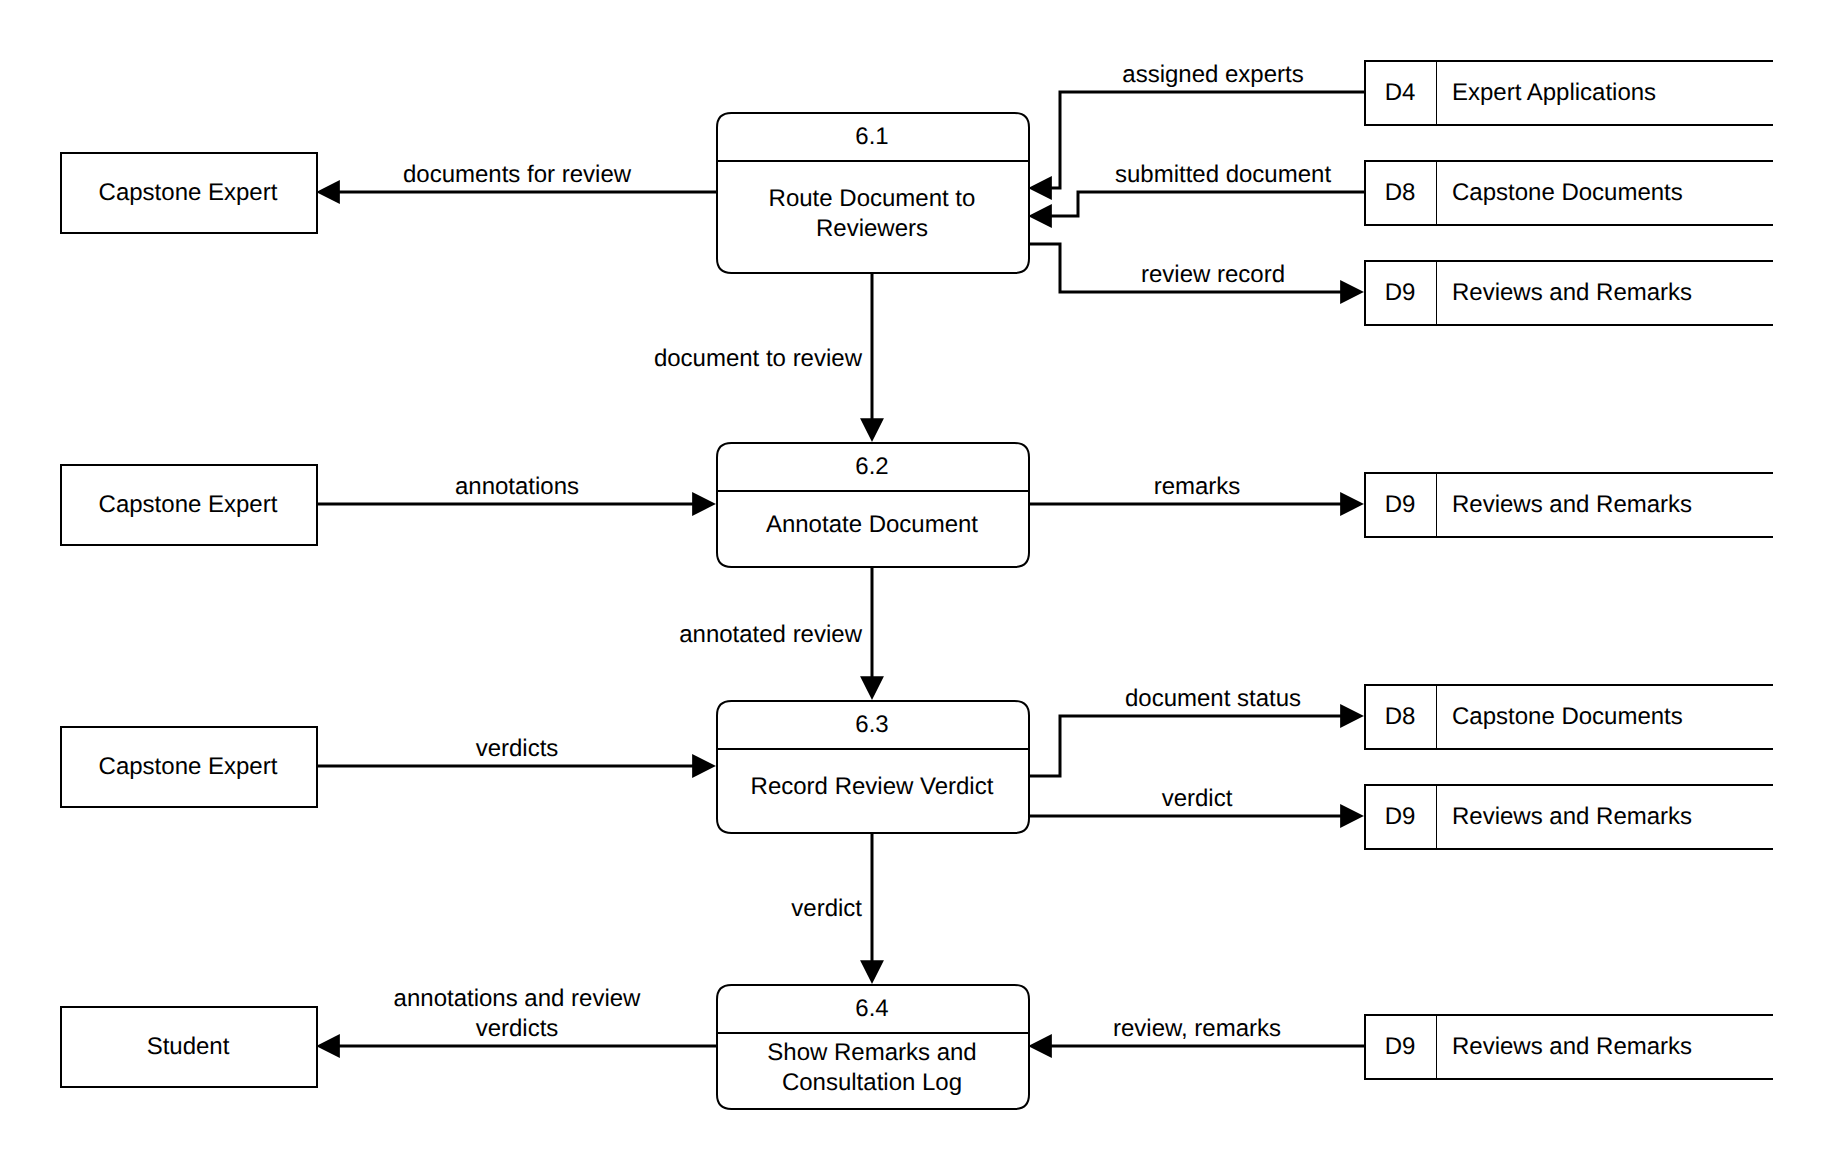 assigned experts
D4
Expert Applications
6.1
documents for review
submitted document
Capstone Expert
Route Document to
Reviewers
D8
Capstone Documents
review record
D9
Reviews and Remarks
document to review
6.2
Capstone Expert
annotations
Annotate Document
remarks
D9
Reviews and Remarks
annotated review
document status
D8
Capstone Documents
6.3
Capstone Expert
verdicts
Record Review Verdict
verdict
D9
Reviews and Remarks
verdict
annotations and review
verdicts
6.4
Student
Show Remarks and
Consultation Log
review, remarks
D9
Reviews and Remarks